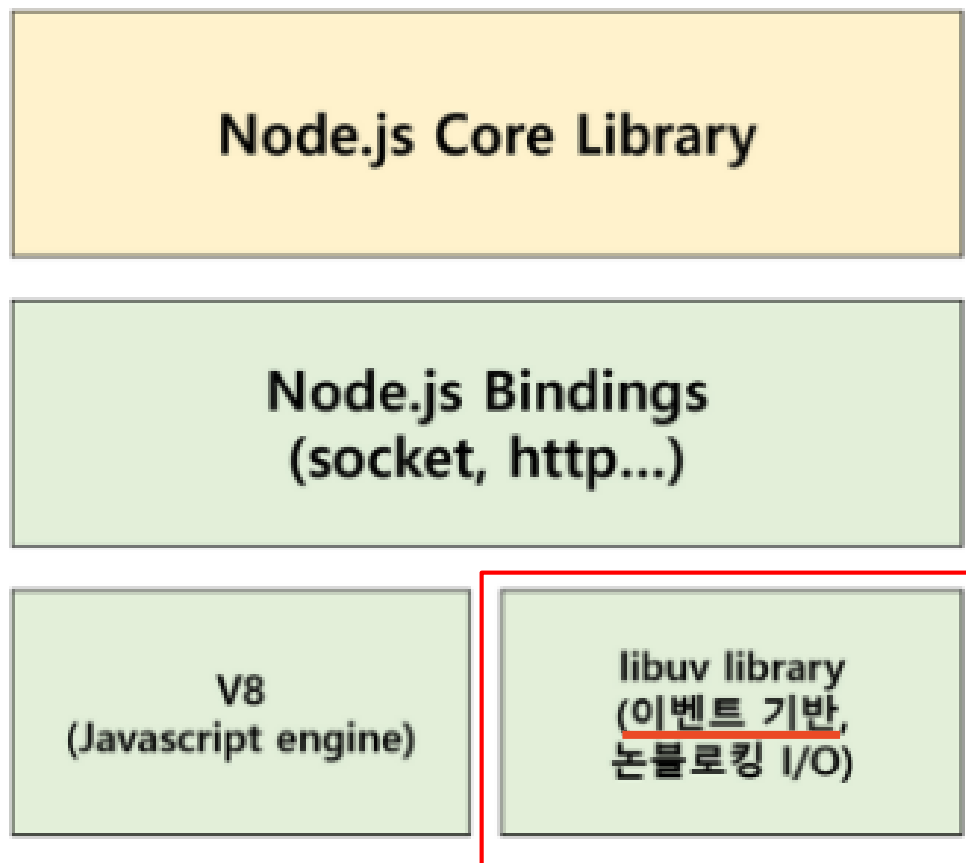 Node.js Core Library
Node.js Bindings
(socket, http...)
V8
(Javascript engine)
libuv library
(이벤트 기반,
논블로킹 I/O)